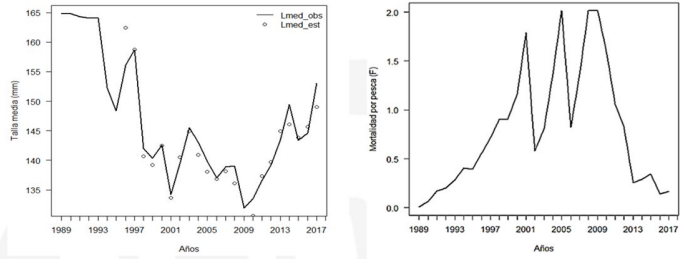 Lmed_obs
Lmed_est
165
160
155
150
145
140
135
Talla media (mm)
1989 1993 1997 2001 2005 2009 2013 2017
Años
2.0
1.5
1.0
0.5
0.0
Mortalidad por pesca (F)
1989 1993 1997 2001 2005 2009 2013 2017
Años